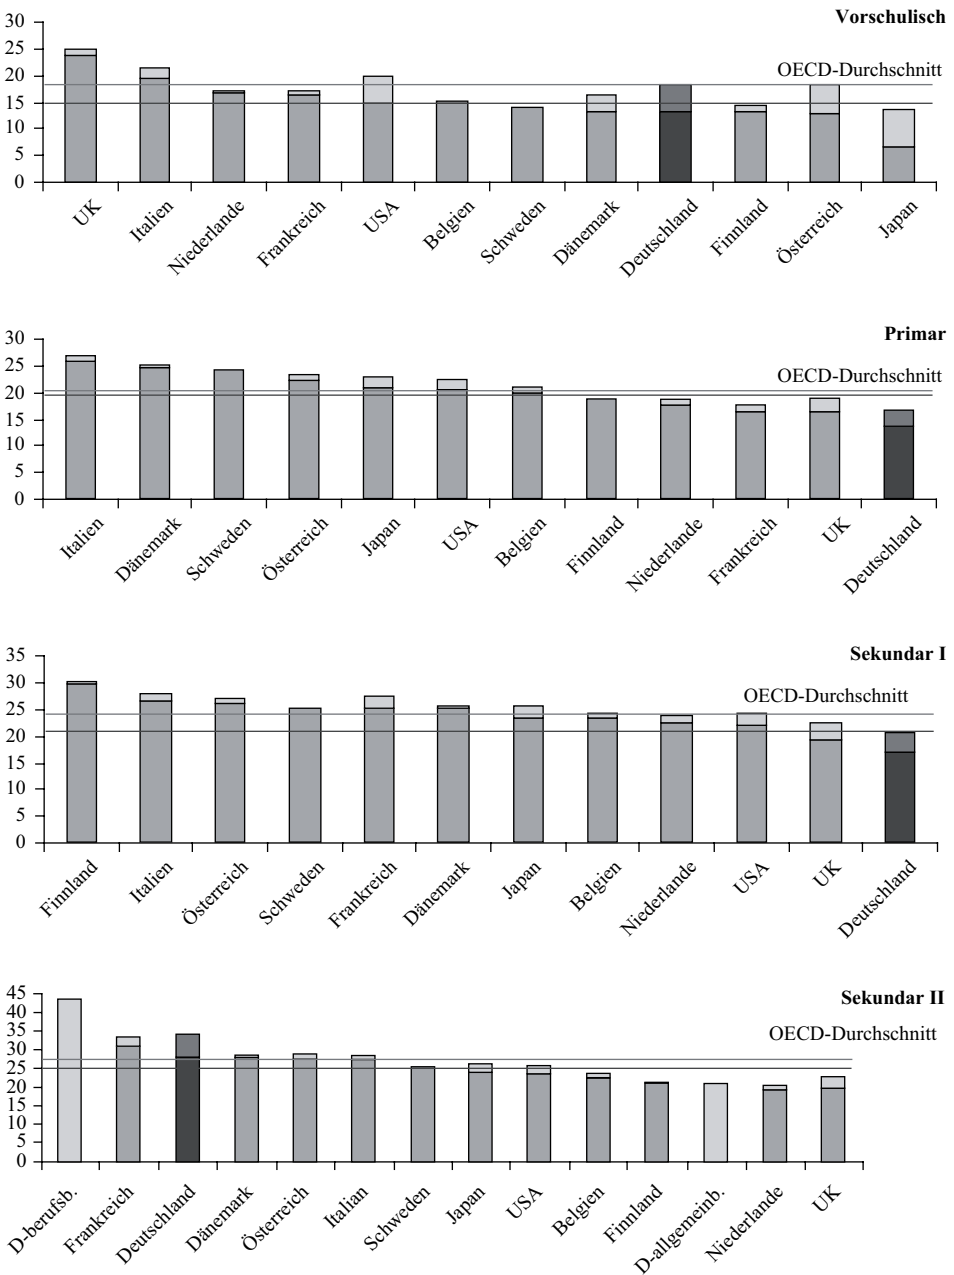 Vorschulisch
OECD-Durchschnitt
30
25
20
15
10
5
0
UK
Italien
Niederlande
Frankreich
USA
Belgien
Schweden
Dänemark
Deutschland
Finnland
Österreich
Japan
Primar
OECD-Durchschnitt
30
25
20
15
10
5
0
Italien
Dänemark
Schweden
Österreich
Japan
USA
Belgien
Finnland
Niederlande
Frankreich
UK
Deutschland
Sekundar I
OECD-Durchschnitt
35
30
25
20
15
10
5
0
Finnland
Italien
Österreich
Schweden
Frankreich
Dänemark
Japan
Belgien
Niederlande
USA
UK
Deutschland
Sekundar II
OECD-Durchschnitt
45
40
35
30
25
20
15
10
5
0
D-berufsb.
Frankreich
Deutschland
Dänemark
Österreich
Italian
Schweden
Japan
USA
Belgien
Finnland
D-allgemeinb.
Niederlande
UK